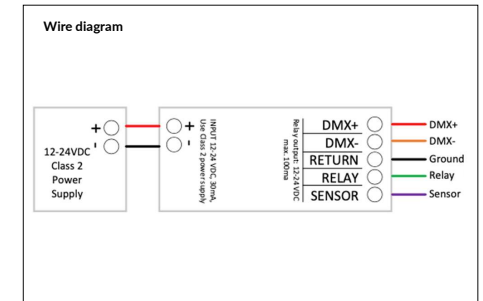 Wire diagram
+
-
12-24VDC
Class 2
Power
Supply
+
-
INPUT 12-24 VDC, 30mA,
Use Class 2 power supply
Relay output: 12-24 VDC
max. 100ma
DMX+
DMX-
RETURN
RELAY
SENSOR
DMX+
DMX-
Ground
Relay
Sensor